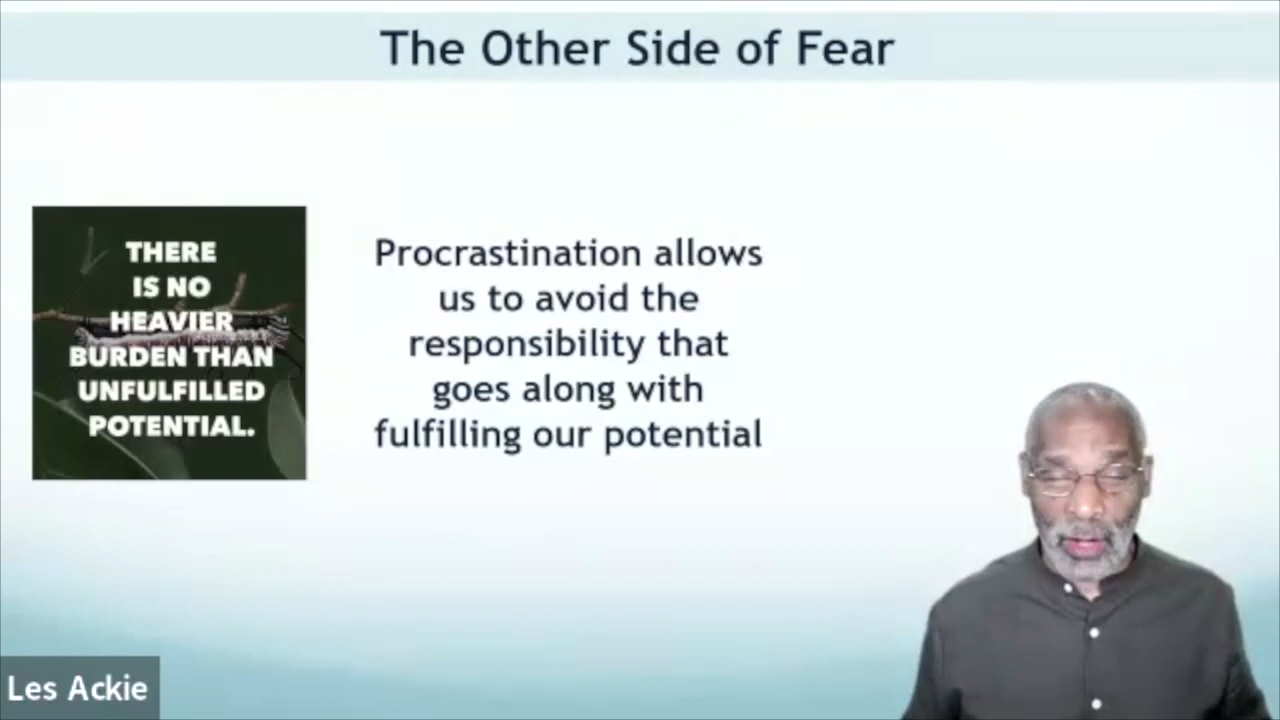 The Other Side of Fear
THERE
IS NO
HEAVIER
BURDEN THAN
UNFULFILLED
POTENTIAL.
Procrastination allows
us to avoid the
responsibility that
goes along with
fulfilling our potential
Les Ackie